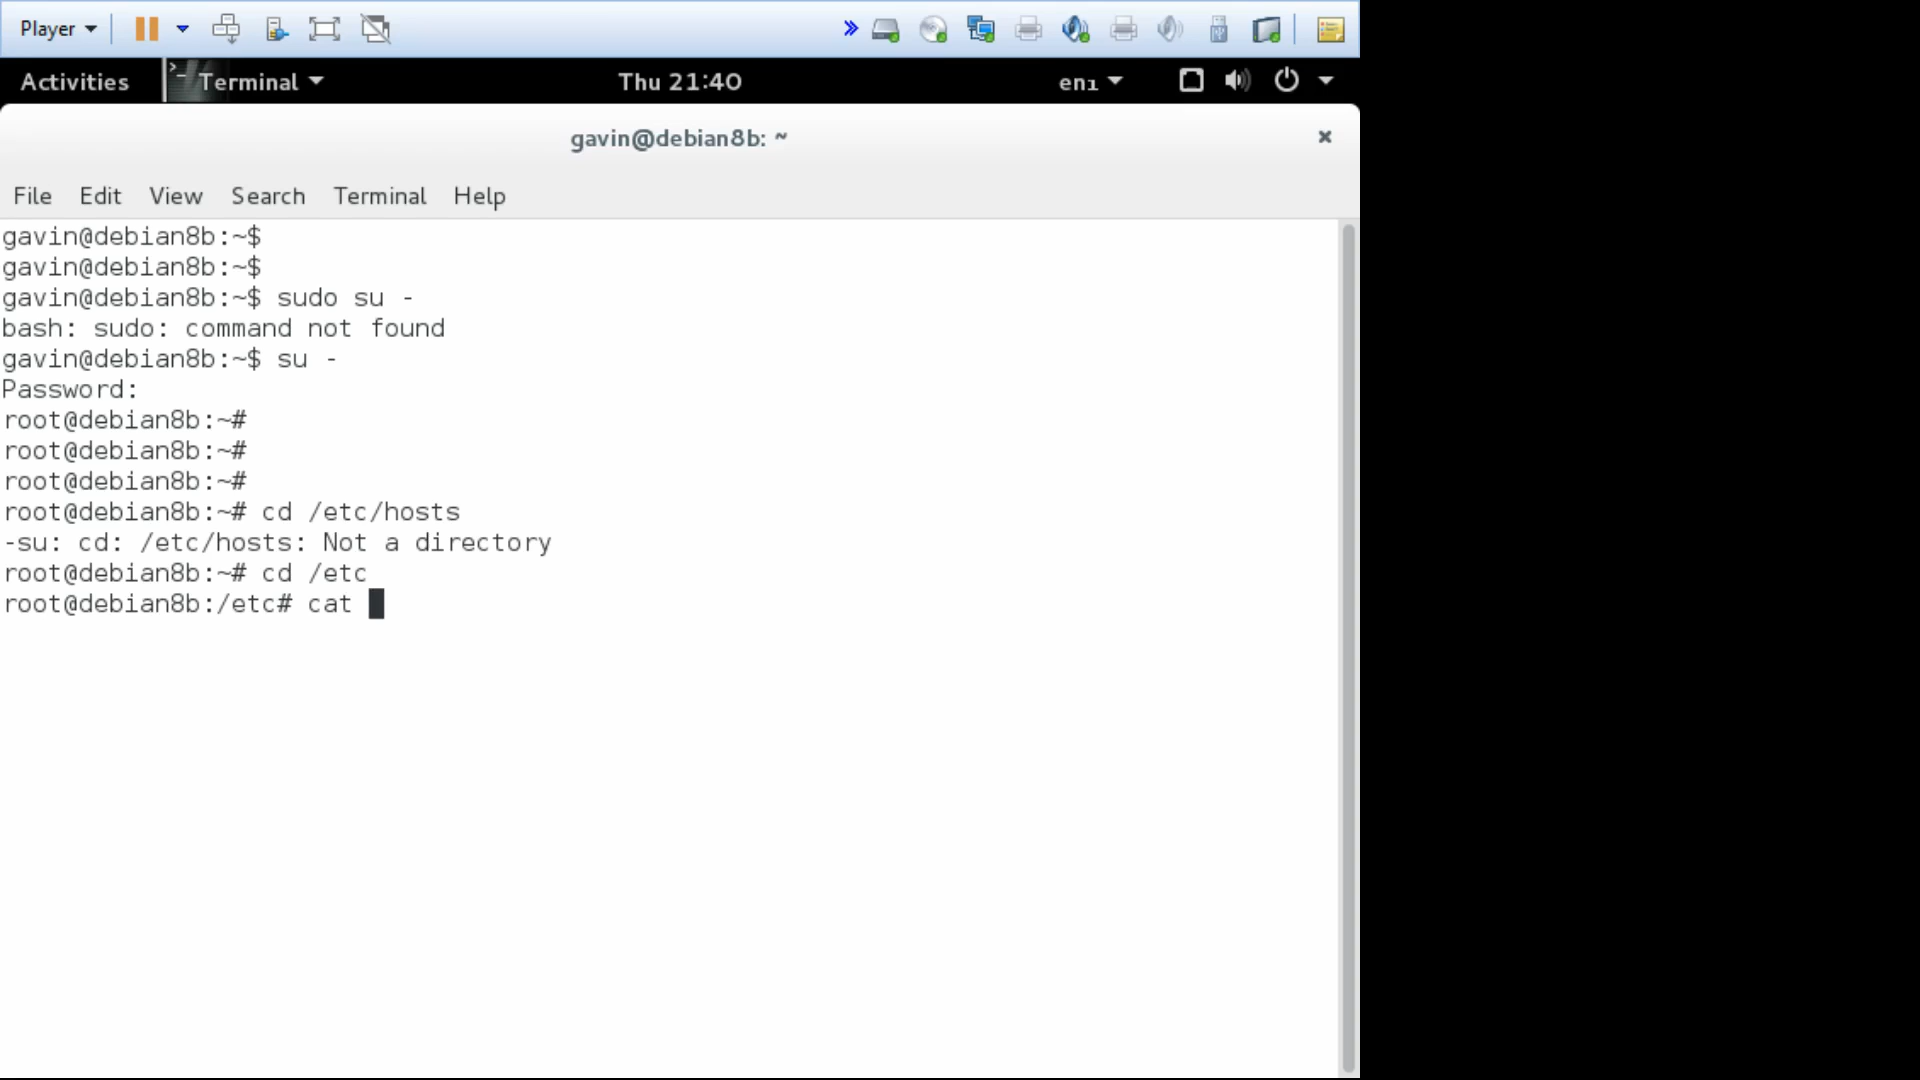 Player
Activities
Terminal
Thu 21:40
en1
gavin@debian8b: ~
File Edit View Search Terminal Help
gavin@debian8b:~$
gavin@debian8b:~$
gavin@debian8b:~$ sudo su -
bash: sudo: command not found
gavin@debian8b:~$ su -
Password:
root@debian8b:~#
root@debian8b:~#
root@debian8b:~#
root@debian8b:~# cd /etc/hosts
-su: cd: /etc/hosts: Not a directory
root@debian8b:~# cd /etc
root@debian8b:/etc# cat